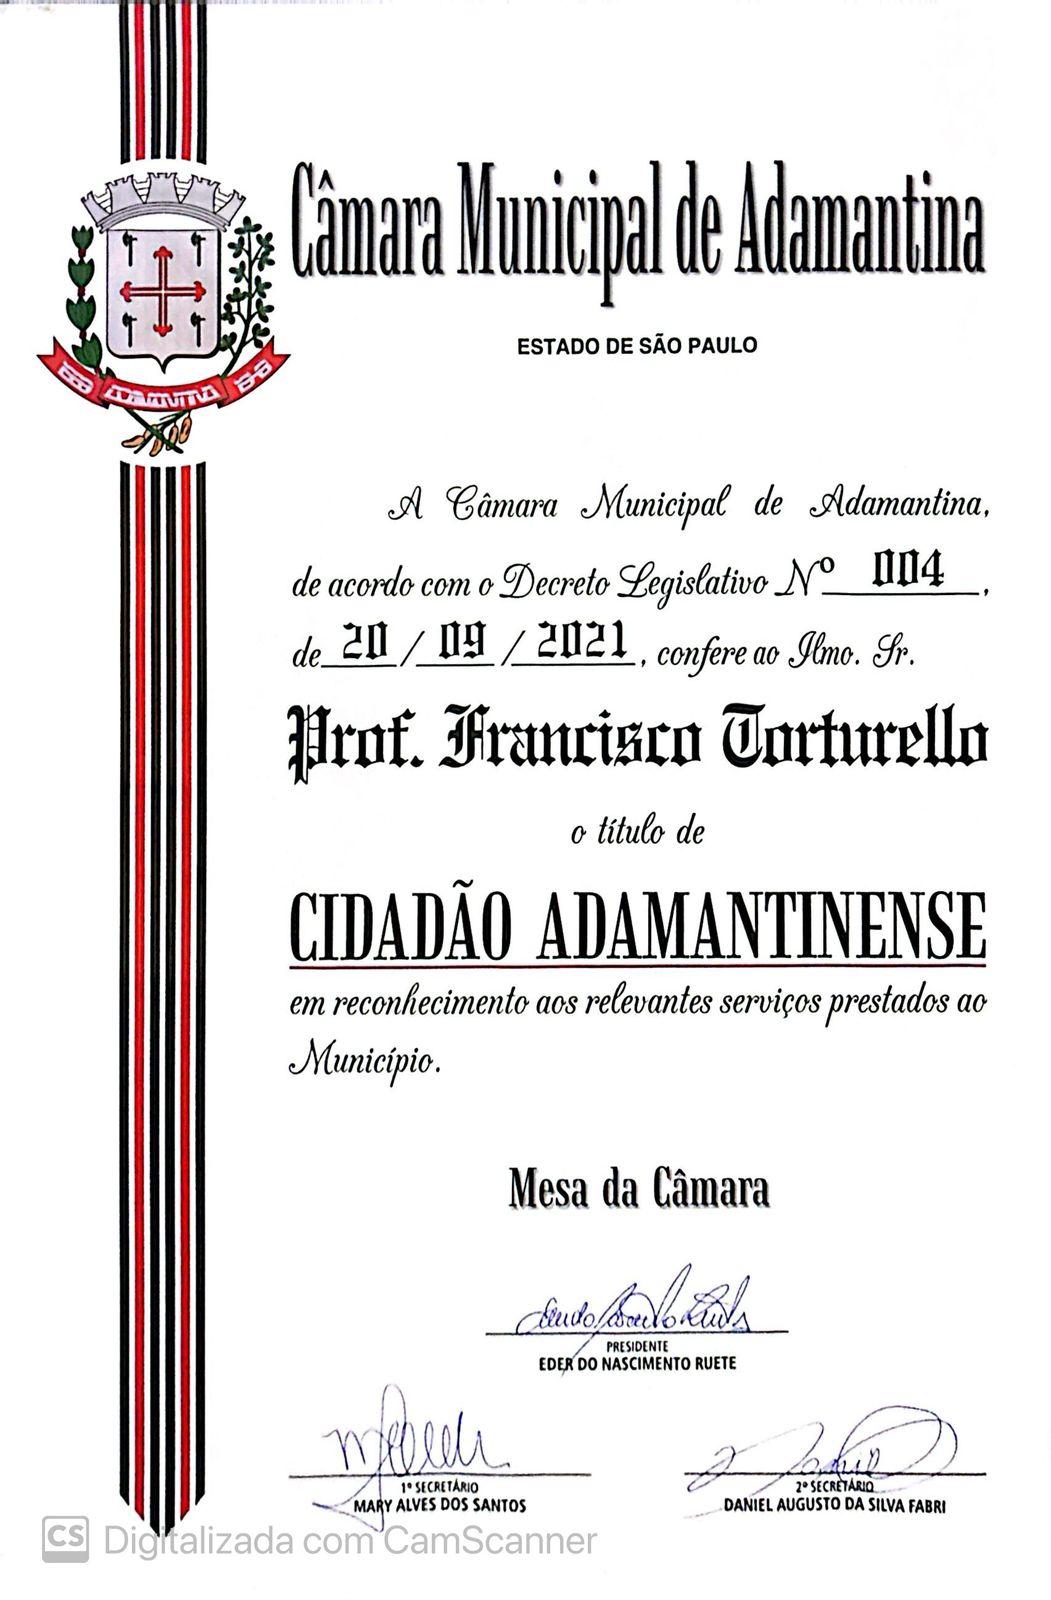 Câmara Municipal de Adamantina
ESTADO DE SÃO PAULO
ADAMANTINA
A Câmara Municipal de Adamantina,
de acordo com o Decreto Legislativo Nº 004,
de 20 / 09 / 2021, confere ao Ilmo. Sr.
Prof. Francisco Torturello
o título de
CIDADÃO ADAMANTINENSE
em reconhecimento aos relevantes serviços prestados ao
Município.
Mesa da Câmara
PRESIDENTE
EDER DO NASCIMENTO RUETE
1º SECRETÁRIO
MARY ALVES DOS SANTOS
2º SECRETÁRIO
DANIEL AUGUSTO DA SILVA FABRI
CS Digitalizada com CamScanner